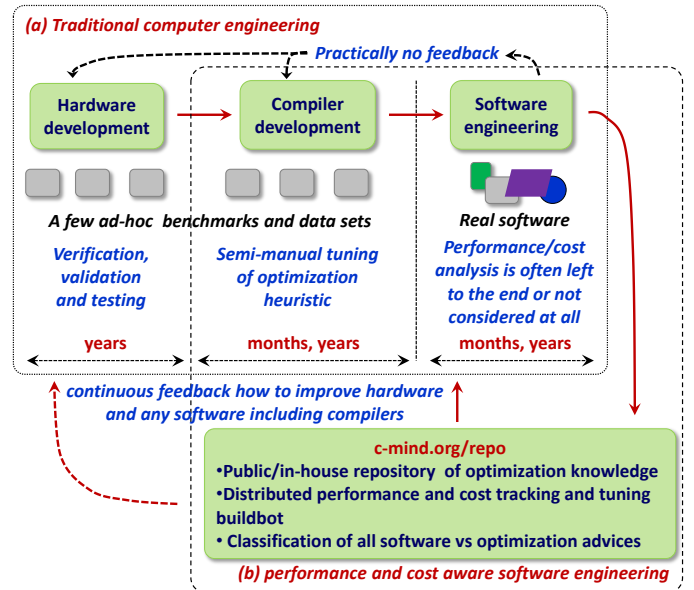 (a) Traditional computer engineering
Practically no feedback
Hardware
development
Compiler
development
Software
engineering
A few ad-hoc benchmarks and data sets
Real software
Verification,
validation
and testing
Semi-manual tuning
of optimization
heuristic
Performance/cost
analysis is often left
to the end or not
considered at all
years
months, years
months, years
continuous feedback how to improve hardware
and any software including compilers
c-mind.org/repo
•Public/in-house repository of optimization knowledge
•Distributed performance and cost tracking and tuning
buildbot
• Classification of all software vs optimization advices
(b) performance and cost aware software engineering